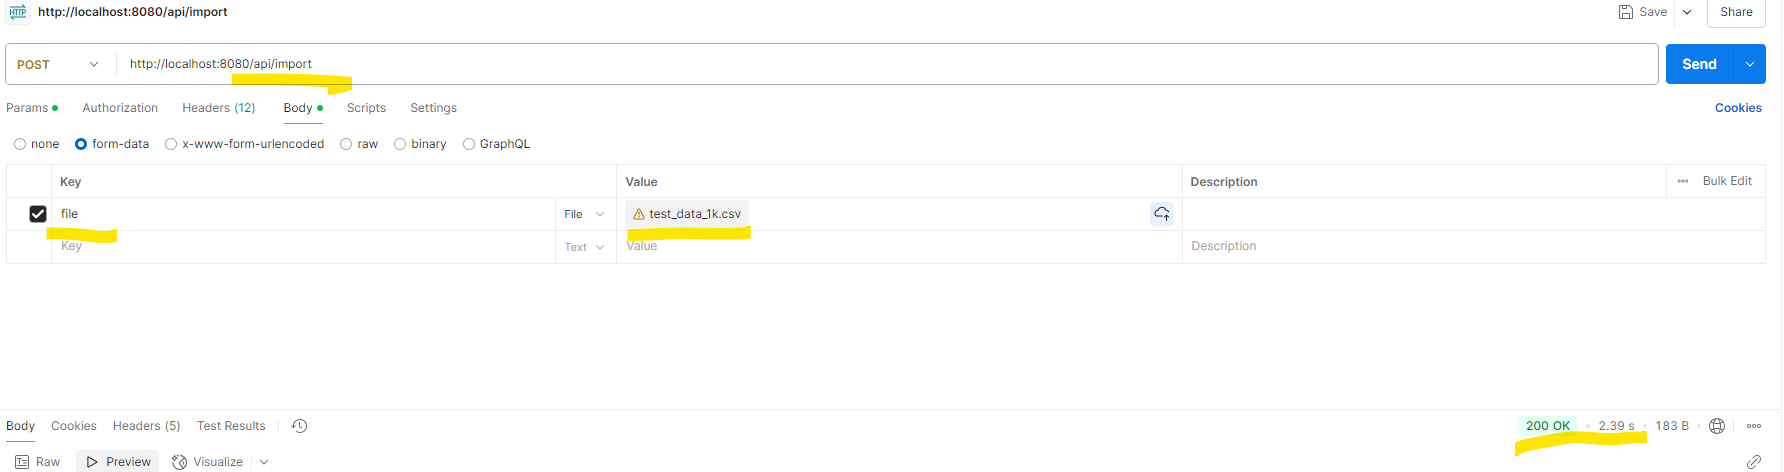 HTTP http://localhost:8080/api/import Save Share
POST http://localhost:8080/api/import Send
Params Authorization Headers (12) Body Scripts Settings Cookies
none form-data x-www-form-urlencoded raw binary GraphQL
Key Value Description Bulk Edit
file File test_data_1k.csv
Key Text Value Description
Body Cookies Headers (5) Test Results 200 OK 2.39 s 183 B
Raw Preview Visualize